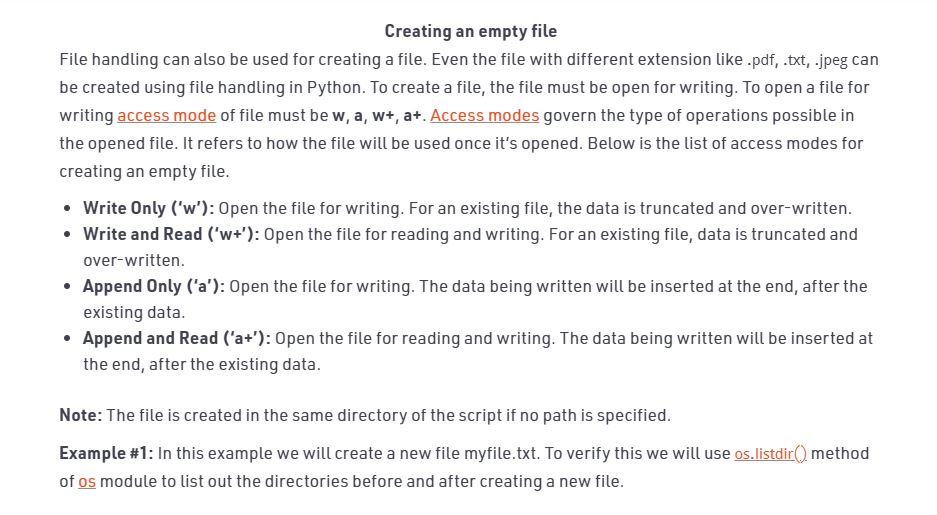 Creating an empty file
File handling can also be used for creating a file. Even the file with different extension like .pdf, .txt, .jpeg can
be created using file handling in Python. To create a file, the file must be open for writing. To open a file for
writing access mode of file must be w, a, w+, a+. Access modes govern the type of operations possible in
the opened file. It refers to how the file will be used once it’s opened. Below is the list of access modes for
creating an empty file.
• Write Only (‘w’): Open the file for writing. For an existing file, the data is truncated and over-written.
• Write and Read (‘w+’): Open the file for reading and writing. For an existing file, data is truncated and
over-written.
• Append Only (‘a’): Open the file for writing. The data being written will be inserted at the end, after the
existing data.
• Append and Read (‘a+’): Open the file for reading and writing. The data being written will be inserted at
the end, after the existing data.
Note: The file is created in the same directory of the script if no path is specified.
Example #1: In this example we will create a new file myfile.txt. To verify this we will use os.listdir() method
of os module to list out the directories before and after creating a new file.